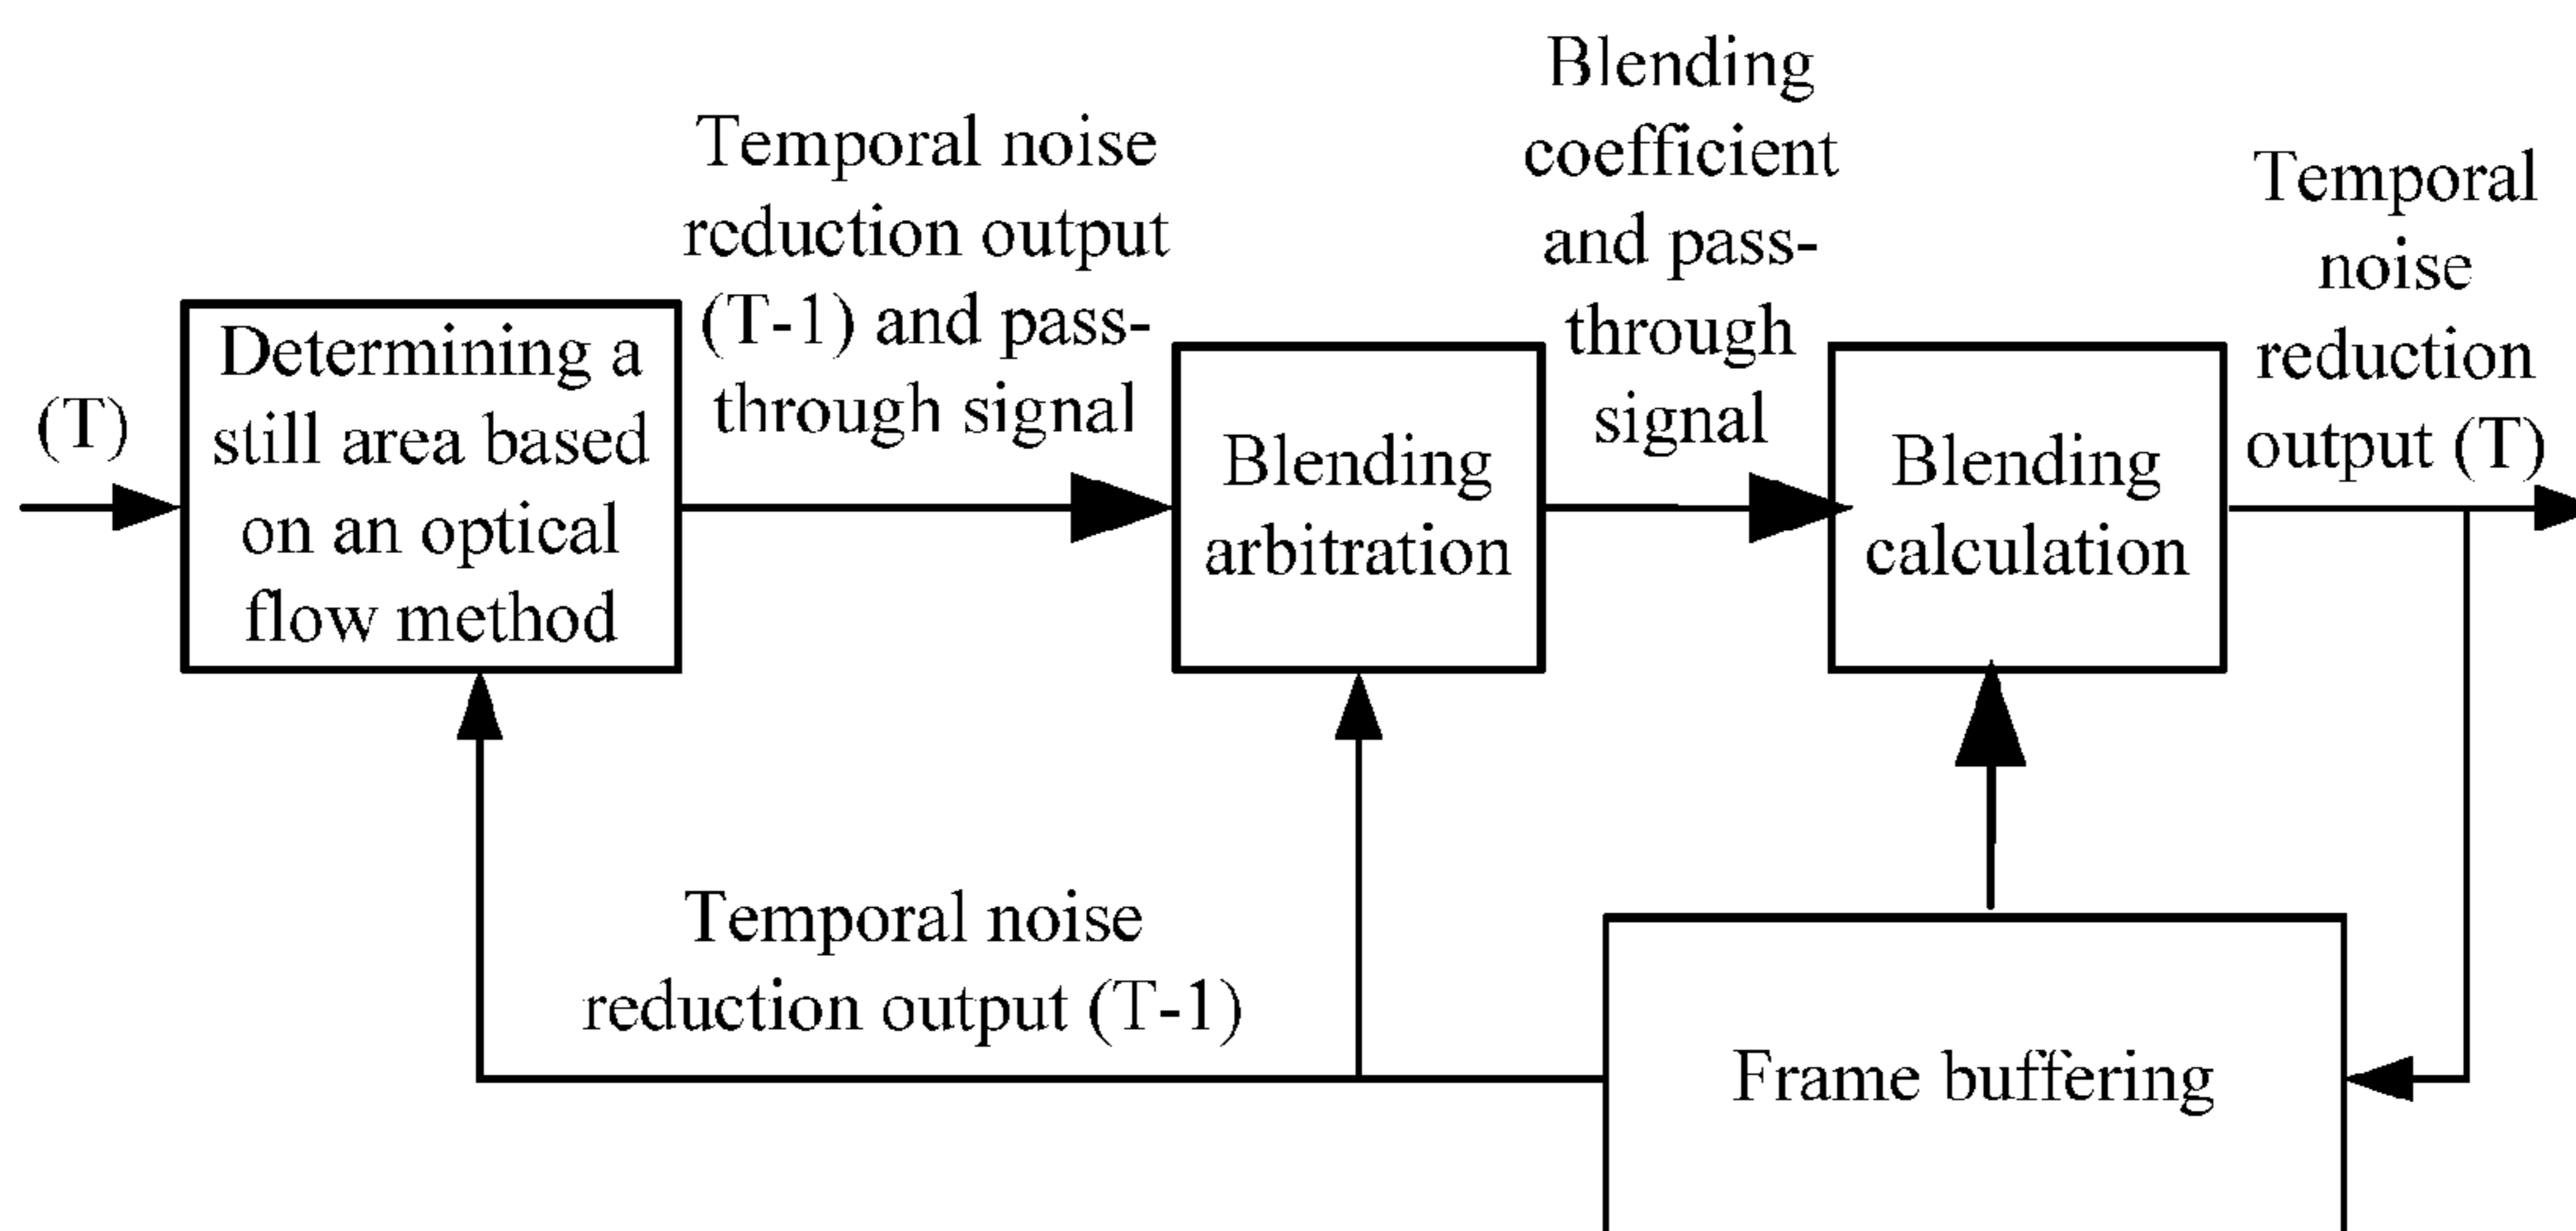 (T)
Determining a
still area based
on an optical
flow method
Temporal noise
reduction output
(T-1) and pass-
through signal
Blending
arbitration
Blending
coefficient
and pass-
through
signal
Blending
calculation
Temporal
noise
reduction
output (T)
Temporal noise
reduction output (T-1)
Frame buffering